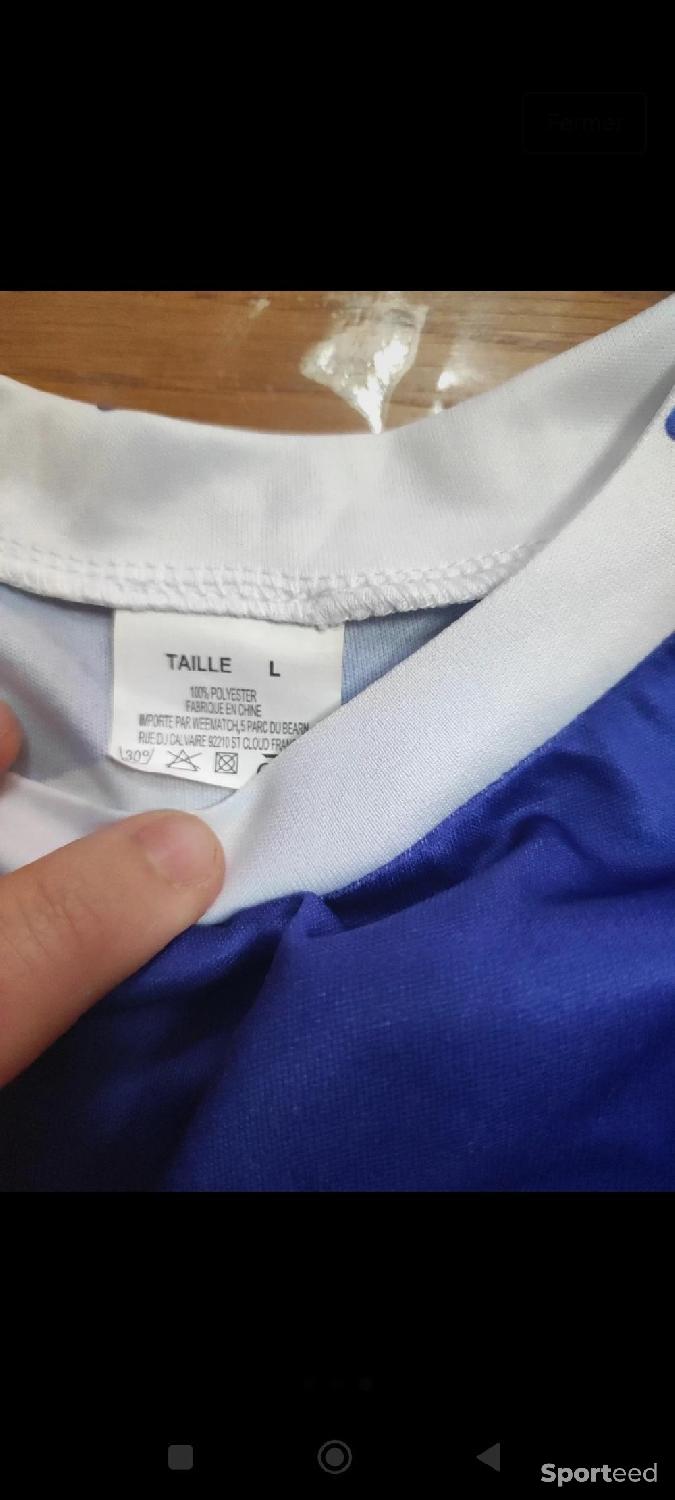 Fermer
TAILLE L
100% POLYESTER
FABRIQUE EN CHINE
IMPORTE PAR WEEMATCH,5 PARC DU BEARN
RUE DU CALVAIRE 92210 ST CLOUD FRAN
30°
Sporteed